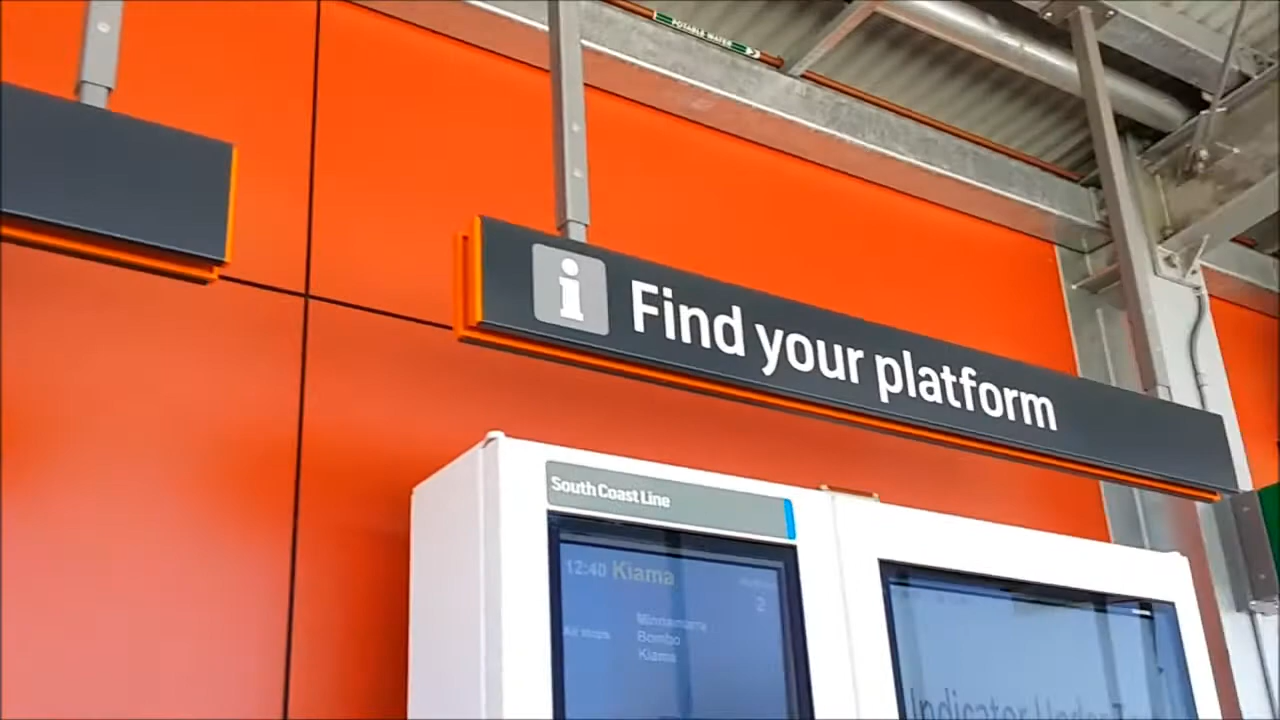 POTABLE WATER
i Find your platform
South Coast Line
12:40 Kiama
2
Minnamurra
All stops
Bombo
Kiama